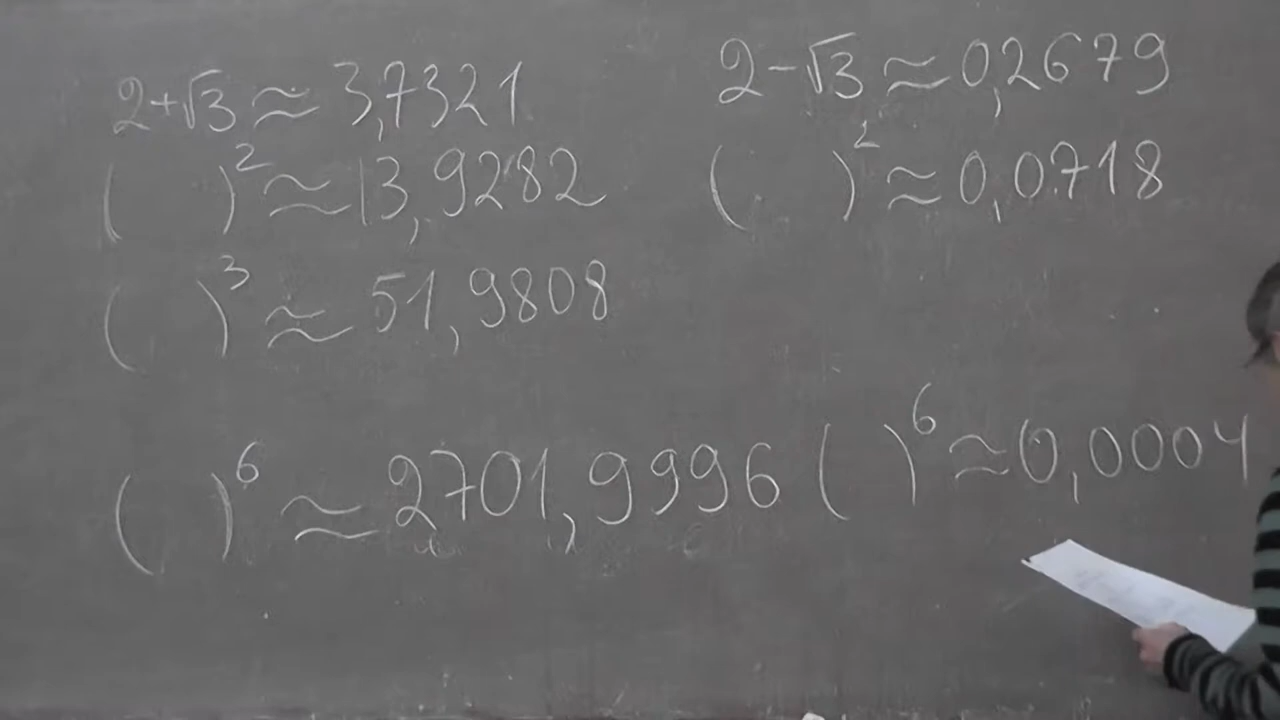 2+√3 ≈ 3,7321
( )² ≈ 13,9282
( )³ ≈ 51,9808
( )⁶ ≈ 2701,9996
2-√3 ≈ 0,2679
( )² ≈ 0,0718
( )⁶ ≈ 0,0004